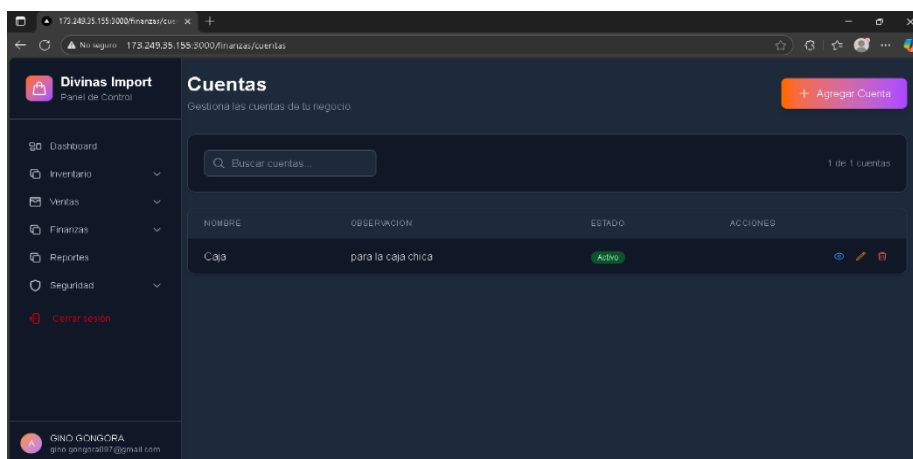 173.249.35.155:3000/finanzas/cue
No seguro 173.249.35.155:3000/finanzas/cuentas
Divinas Import
Panel de Control
Dashboard
Inventario
Ventas
Finanzas
Reportes
Seguridad
Cerrar sesión
A
GINO GONGORA
gino.gongora097@gmail.com
Cuentas
Gestiona las cuentas de tu negocio
+ Agregar Cuenta
Buscar cuentas...
1 de 1 cuentas
NOMBRE OBSERVACION ESTADO ACCIONES
Caja para la caja chica Activo